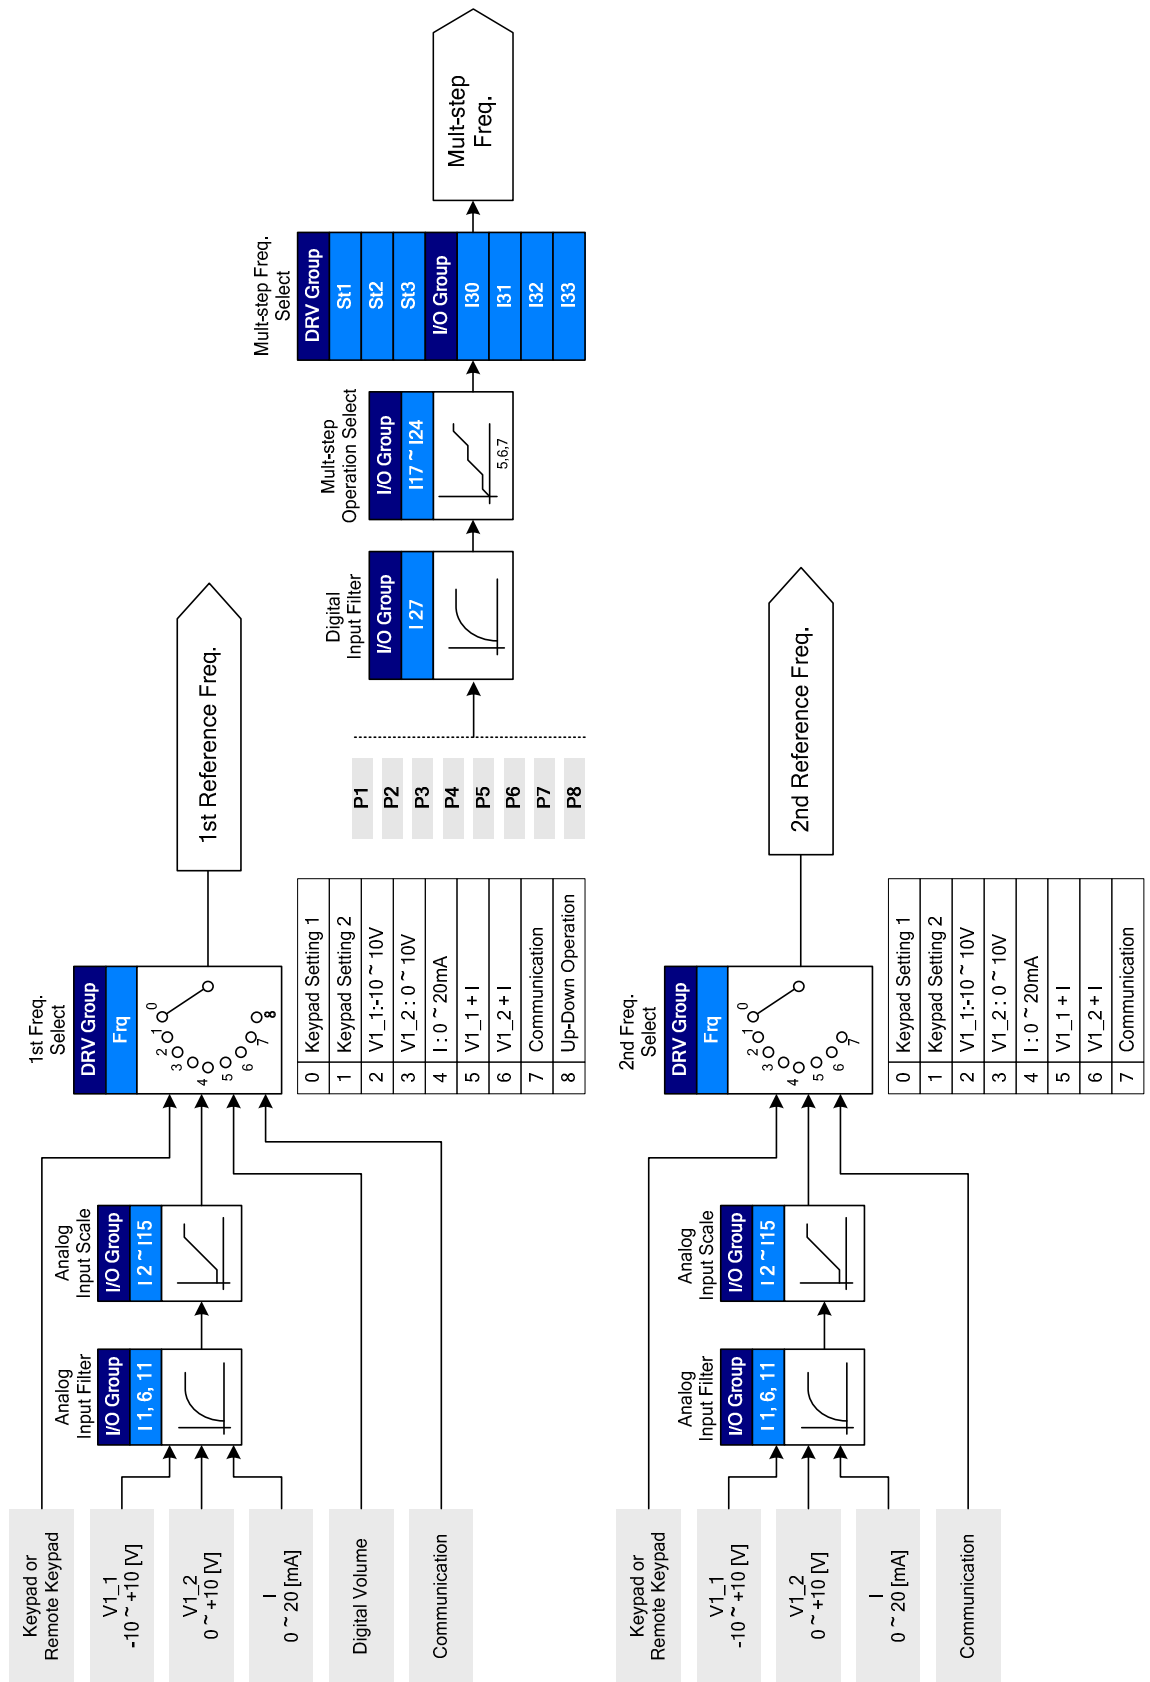 Keypad or
Remote Keypad
V1_1
-10 ~ +10 [V]
V1_2
0 ~ +10 [V]
I
0 ~ 20 [mA]
Digital Volume
Communication
Analog
Input Filter
I/O Group
I 1, 6, 11
Analog
Input Scale
I/O Group
I 2 ~ I15
1st Freq.
Select
DRV Group
Frq
0
1
2
3
4
5
6
7
8
1st Reference Freq.
0 Keypad Setting 1
1 Keypad Setting 2
2 V1_1:-10 ~ 10V
3 V1_2 : 0 ~ 10V
4 I : 0 ~ 20mA
5 V1_1 + I
6 V1_2 + I
7 Communication
8 Up-Down Operation
P1
P2
P3
P4
P5
P6
P7
P8
Digital
Input Filter
I/O Group
I 27
Mult-step
Operation Select
I/O Group
I17 ~ I24
5,6,7
Mult-step Freq.
Select
DRV Group
St1
St2
St3
I/O Group
I30
I31
I32
I33
Mult-step
Freq.
Keypad or
Remote Keypad
V1_1
-10 ~ +10 [V]
V1_2
0 ~ +10 [V]
I
0 ~ 20 [mA]
Communication
Analog
Input Filter
I/O Group
I 1, 6, 11
Analog
Input Scale
I/O Group
I 2 ~ I15
2nd Freq.
Select
DRV Group
Frq
0
1
2
3
4
5
6
7
2nd Reference Freq.
0 Keypad Setting 1
1 Keypad Setting 2
2 V1_1:-10 ~ 10V
3 V1_2 : 0 ~ 10V
4 I : 0 ~ 20mA
5 V1_1 + I
6 V1_2 + I
7 Communication